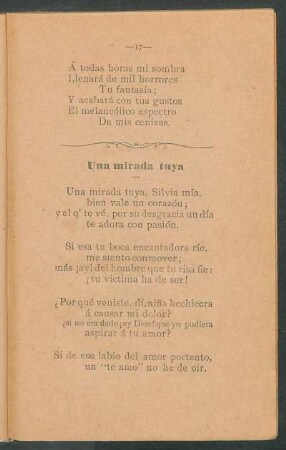 —17—
Á todas horas mi sombra
Llenará de mil horrores
Tu fantasía;
Y acabará con tus gustos
El melancólico espectro
De mis cenizas.
Una mirada tuya
Una mirada tuya, Silvia mía,
bien vale un corazón;
y el q' te vé, por su desgracia un día
te adora con pasión.
Si esa tu boca encantadora ríe,
me siento conmover;
más ¡ay! del hombre que tu risa fie:
¡tu víctima ha de ser!
¿Por qué veniste, di, niña hechicera
á causar mi dolor?
¿si no era dado ¡ay Dios! que yo pudiera
aspirar á tu amor?
Si de ese labio del amor portento,
un "te amo" no he de oir,